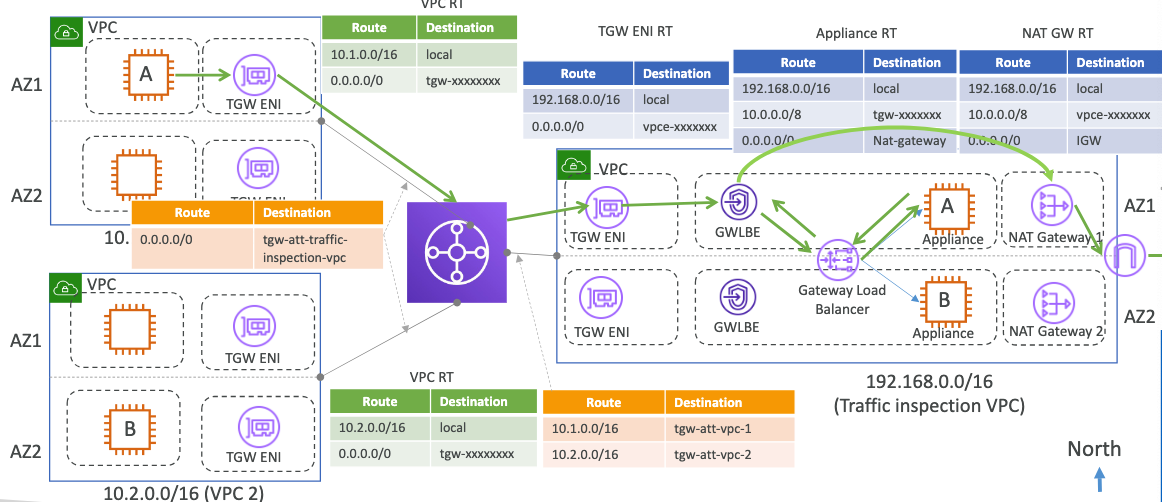 VPC RT
Route Destination
10.1.0.0/16 local
0.0.0.0/0 tgw-xxxxxxxx
TGW ENI RT
Route Destination
192.168.0.0/16 local
0.0.0.0/0 vpce-xxxxxxx
Appliance RT
Route Destination
192.168.0.0/16 local
10.0.0.0/8 tgw-xxxxxxx
0.0.0.0/0 Nat-gateway
NAT GW RT
Route Destination
192.168.0.0/16 local
10.0.0.0/8 vpce-xxxxxxx
0.0.0.0/0 IGW
VPC
AZ1
A
TGW ENI
AZ2
TGW ENI
10.
Route Destination
0.0.0.0/0 tgw-att-traffic-
inspection-vpc
VPC
AZ1
TGW ENI
AZ2
B
TGW ENI
10.2.0.0/16 (VPC 2)
VPC RT
Route Destination
10.2.0.0/16 local
0.0.0.0/0 tgw-xxxxxxxx
Route Destination
10.1.0.0/16 tgw-att-vpc-1
10.2.0.0/16 tgw-att-vpc-2
VPC
TGW ENI
GWLBE
A
Appliance
NAT Gateway 1
AZ1
Gateway Load
Balancer
TGW ENI
GWLBE
B
Appliance
NAT Gateway 2
AZ2
192.168.0.0/16
(Traffic inspection VPC)
North